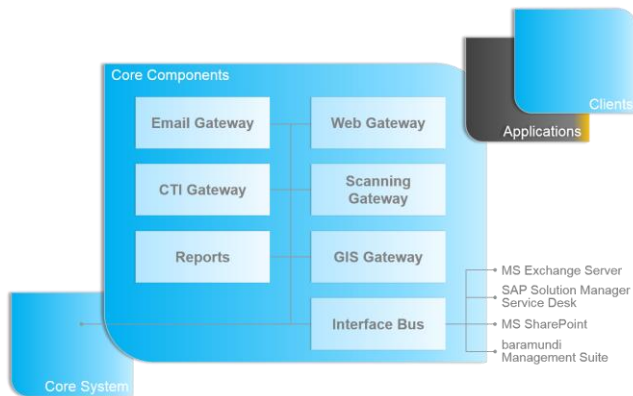 Core Components
Clients
Applications
Email Gateway
Web Gateway
CTI Gateway
Scanning
Gateway
Reports
GIS Gateway
Interface Bus
MS Exchange Server
SAP Solution Manager
Service Desk
MS SharePoint
baramundi
Management Suite
Core System